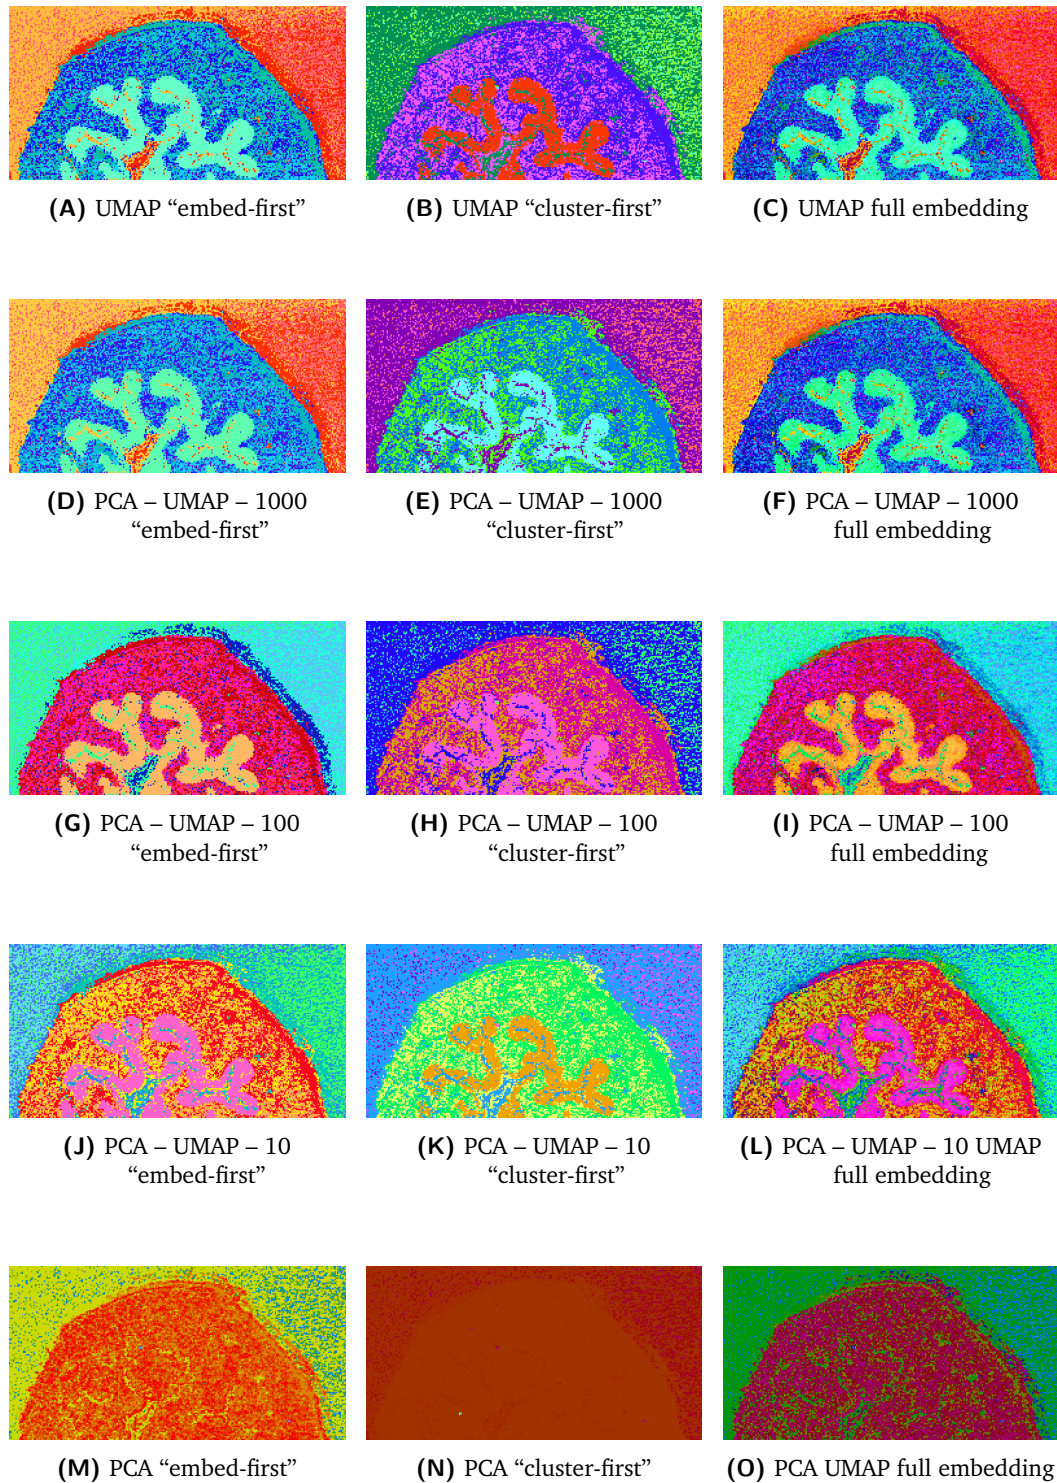 (A) UMAP “embed-first”
(B) UMAP “cluster-first”
(C) UMAP full embedding
(D) PCA – UMAP – 1000
“embed-first”
(E) PCA – UMAP – 1000
“cluster-first”
(F) PCA – UMAP – 1000
full embedding
(G) PCA – UMAP – 100
“embed-first”
(H) PCA – UMAP – 100
“cluster-first”
(I) PCA – UMAP – 100
full embedding
(J) PCA – UMAP – 10
“embed-first”
(K) PCA – UMAP – 10
“cluster-first”
(L) PCA – UMAP – 10 UMAP
full embedding
(M) PCA “embed-first”
(N) PCA “cluster-first”
(O) PCA UMAP full embedding